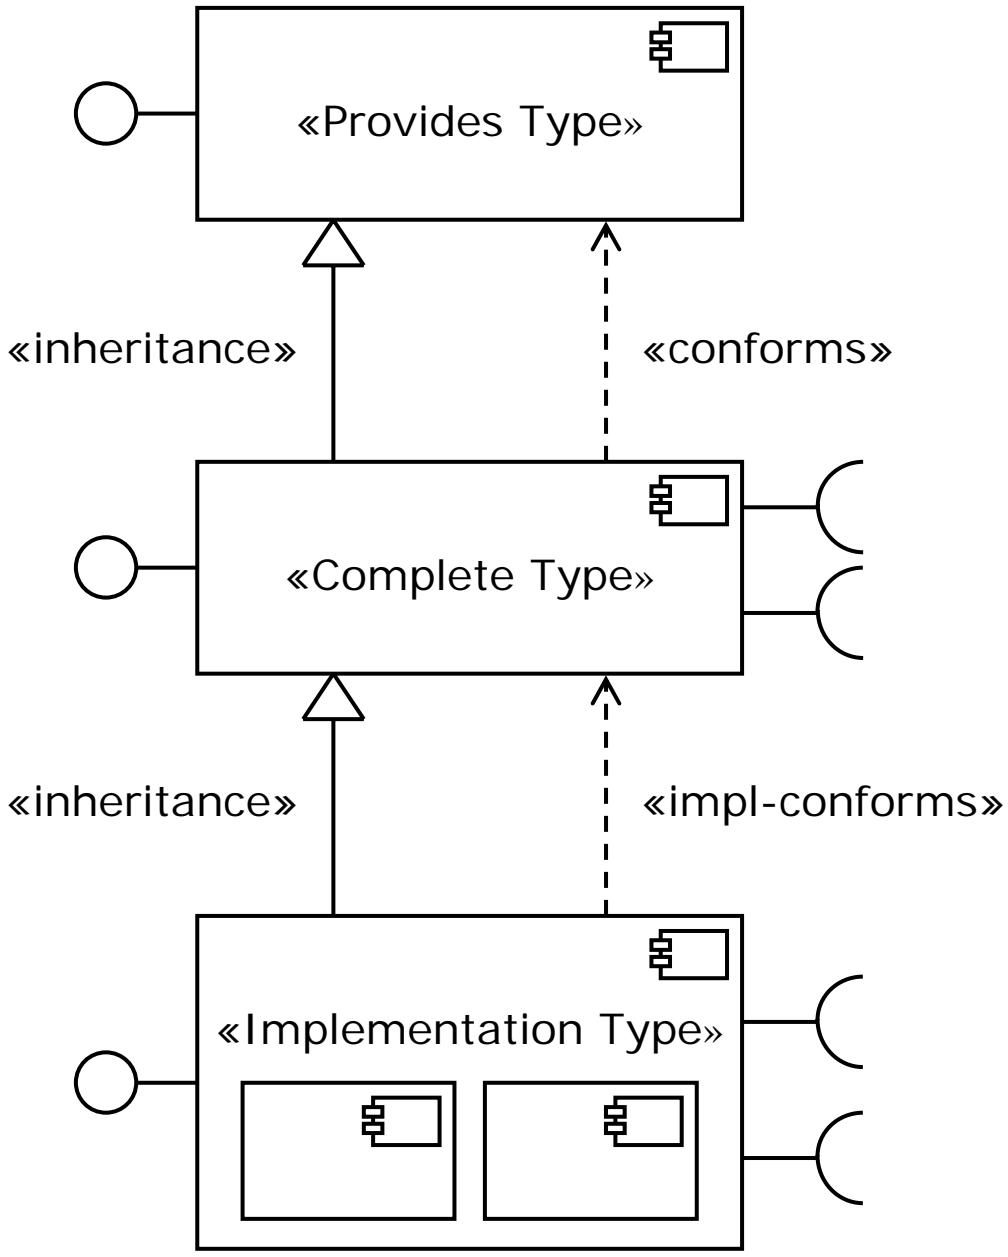 «Provides Type»
«inheritance»
«conforms»
«Complete Type»
«inheritance»
«impl-conforms»
«Implementation Type»